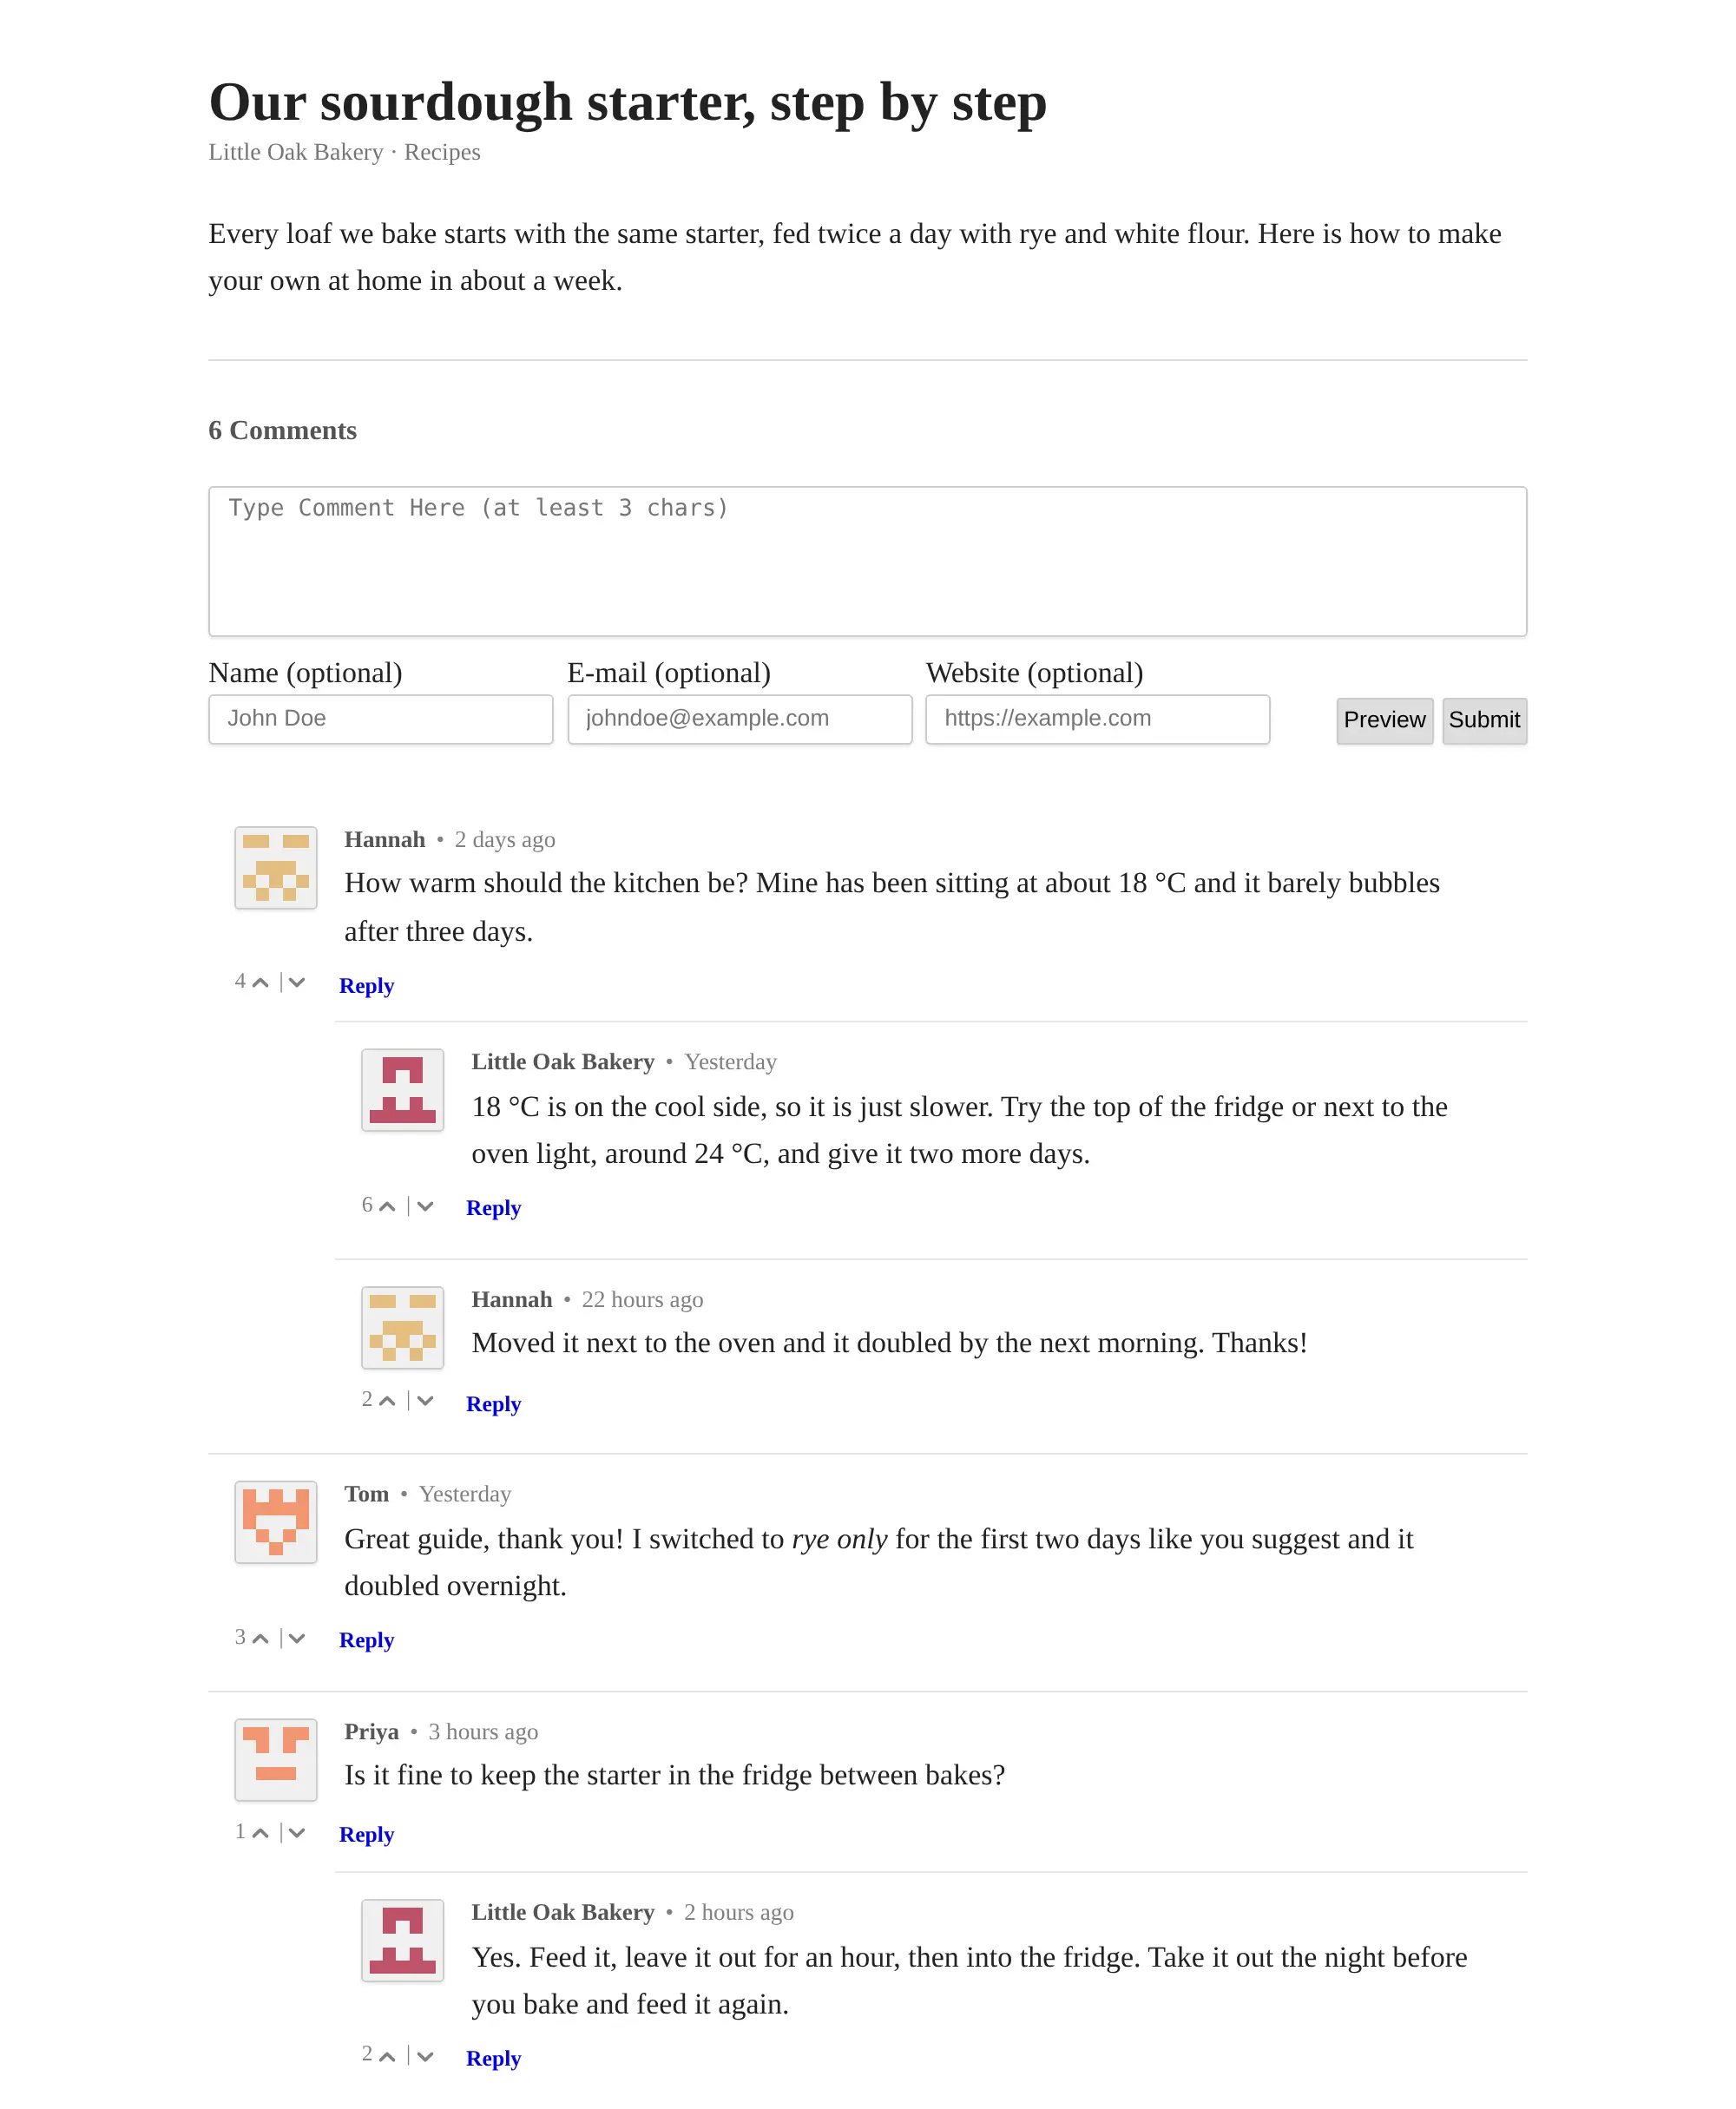 Our sourdough starter, step by step
Little Oak Bakery · Recipes
Every loaf we bake starts with the same starter, fed twice a day with rye and white flour. Here is how to make
your own at home in about a week.
6 Comments
Type Comment Here (at least 3 chars)
Name (optional) E-mail (optional) Website (optional)
John Doe johndoe@example.com https://example.com Preview Submit
Hannah • 2 days ago
How warm should the kitchen be? Mine has been sitting at about 18 °C and it barely bubbles
after three days.
4 | Reply
Little Oak Bakery • Yesterday
18 °C is on the cool side, so it is just slower. Try the top of the fridge or next to the
oven light, around 24 °C, and give it two more days.
6 | Reply
Hannah • 22 hours ago
Moved it next to the oven and it doubled by the next morning. Thanks!
2 | Reply
Tom • Yesterday
Great guide, thank you! I switched to rye only for the first two days like you suggest and it
doubled overnight.
3 | Reply
Priya • 3 hours ago
Is it fine to keep the starter in the fridge between bakes?
1 | Reply
Little Oak Bakery • 2 hours ago
Yes. Feed it, leave it out for an hour, then into the fridge. Take it out the night before
you bake and feed it again.
2 | Reply